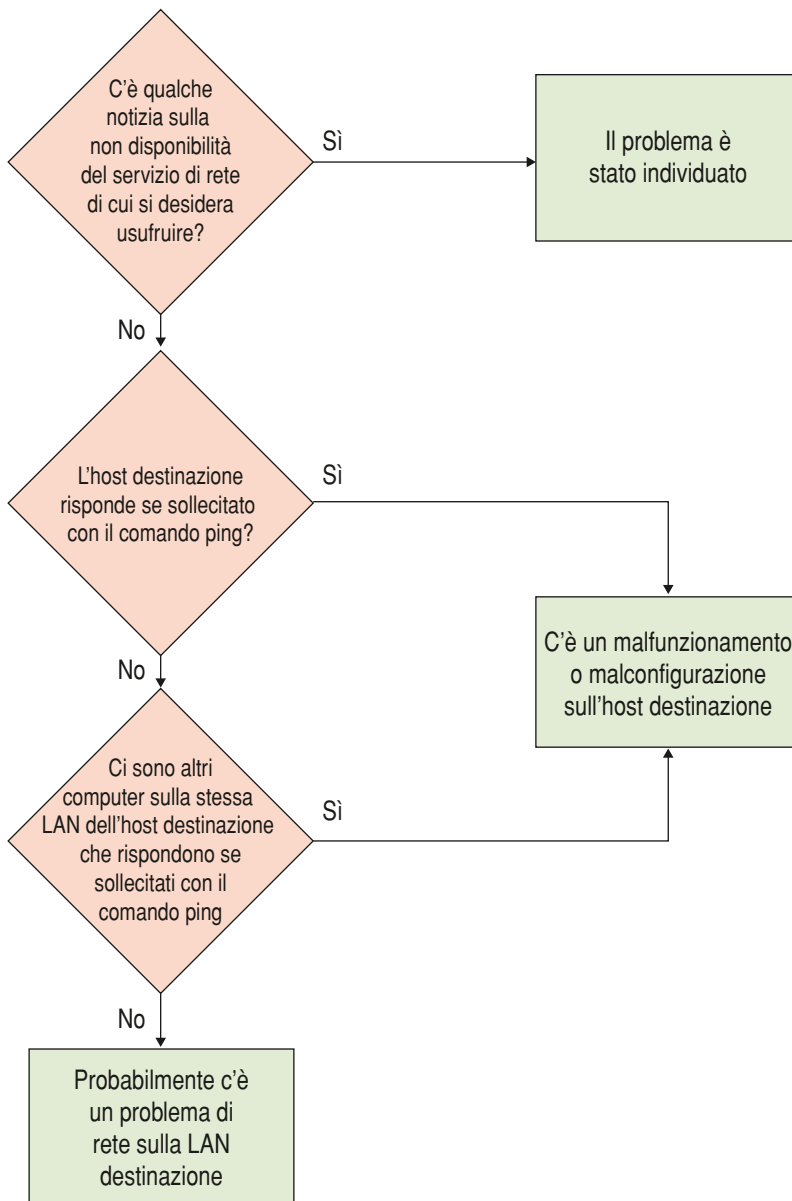 C'è qualche
notizia sulla
non disponibilità
del servizio di rete
di cui si desidera
usufruire?
Sì
Il problema è
stato individuato
No
L'host destinazione
risponde se sollecitato
con il comando ping?
Sì
C'è un malfunzionamento
o malconfigurazione
sull'host destinazione
No
Ci sono altri
computer sulla stessa
LAN dell'host destinazione
che rispondono se
sollecitati con il
comando ping
Sì
No
Probabilmente c'è
un problema di
rete sulla LAN
destinazione